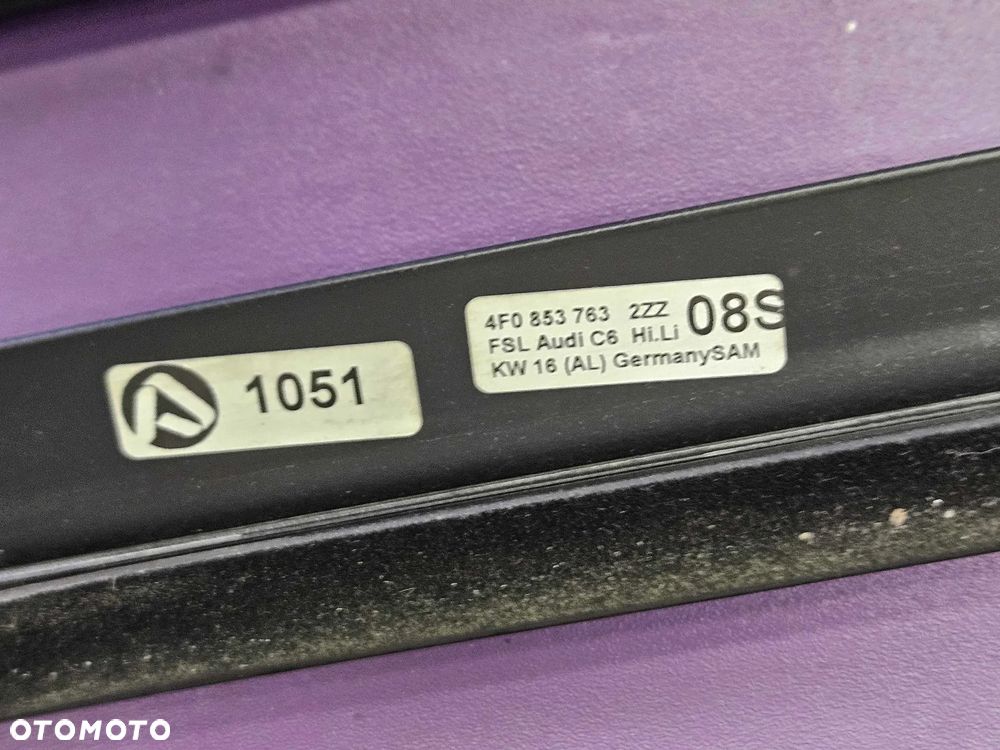 1051
4F0 853 763 2ZZ 08S
FSL Audi C6 Hi.Li
KW 16 (AL) GermanySAM
OTOMOTO